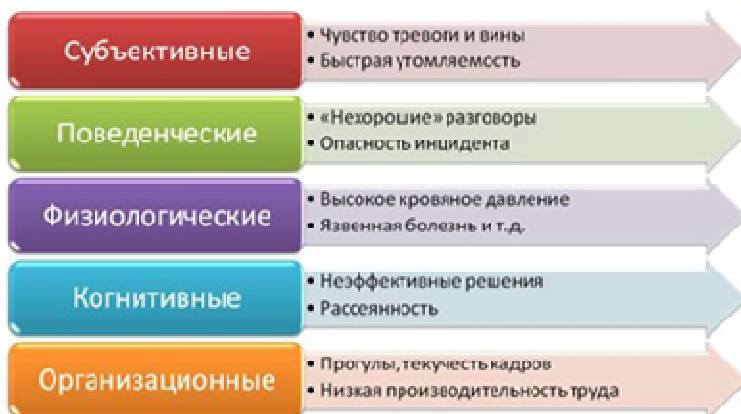 Субъективные
• Чувство тревоги и вины
• Быстрая утомляемость
Поведенческие
• «Нехорошие» разговоры
• Опасность инцидента
Физиологические
• Высокое кровяное давление
• Язвенная болезнь и т.д.
Когнитивные
• Неэффективные решения
• Рассеянность
Организационные
• Прогулы, текучесть кадров
• Низкая производительность труда